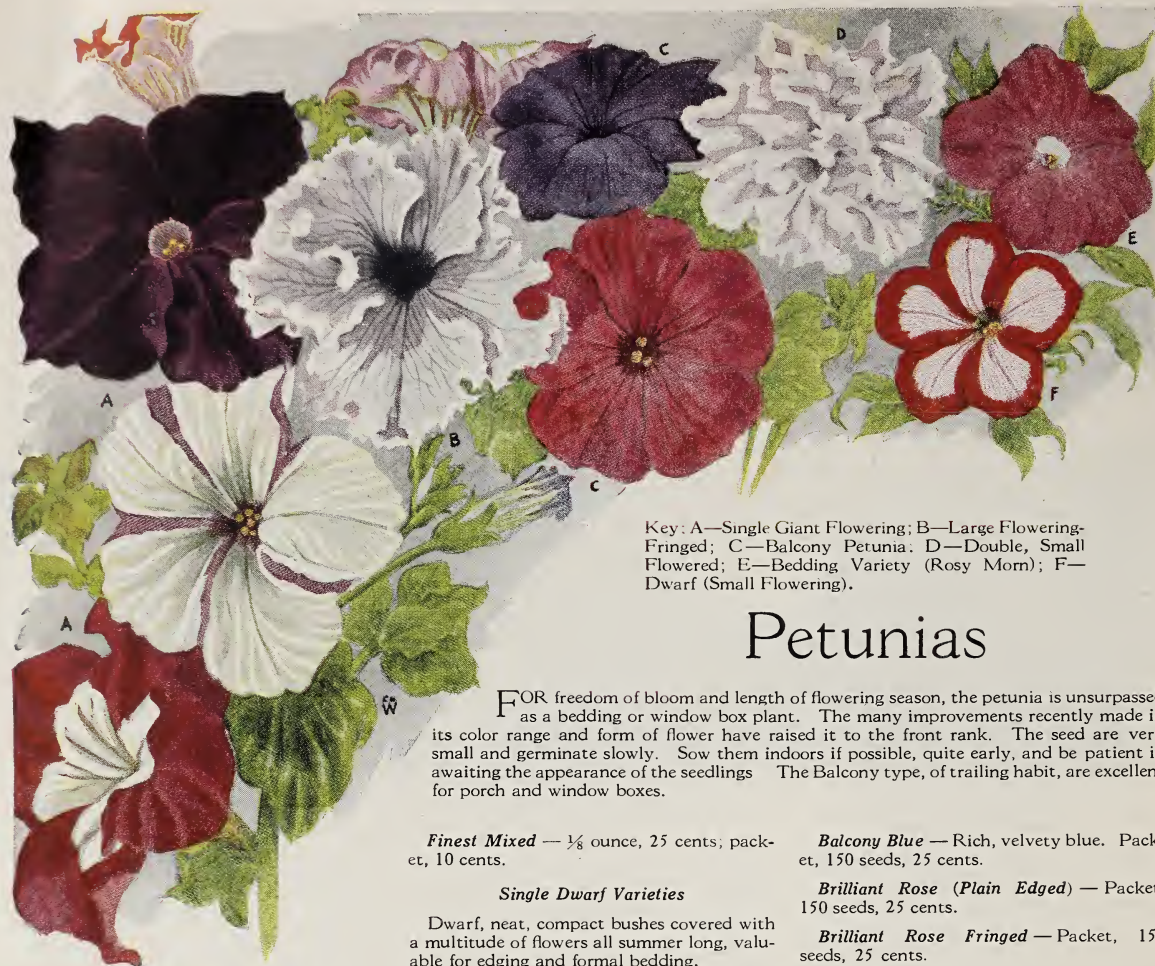 C
D
E
A
B
F
C
A
Key: A—Single Giant Flowering; B—Large Flowering-
Fringed; C—Balcony Petunia; D—Double, Small
Flowered; E—Bedding Variety (Rosy Morn); F—
Dwarf (Small Flowering).
Petunias
FOR freedom of bloom and length of flowering season, the petunia is unsurpasse
as a bedding or window box plant. The many improvements recently made i
its color range and form of flower have raised it to the front rank. The seed are ver
small and germinate slowly. Sow them indoors if possible, quite early, and be patient i
awaiting the appearance of the seedlings The Balcony type, of trailing habit, are excellen
for porch and window boxes.
Finest Mixed — ⅛ ounce, 25 cents; pack-
et, 10 cents.
Single Dwarf Varieties
Dwarf, neat, compact bushes covered with
a multitude of flowers all summer long, valu-
able for edging and formal bedding.
Balcony Blue — Rich, velvety blue. Pack
et, 150 seeds, 25 cents.
Brilliant Rose (Plain Edged) — Packet
150 seeds, 25 cents.
Brilliant Rose Fringed — Packet, 15
seeds, 25 cents.